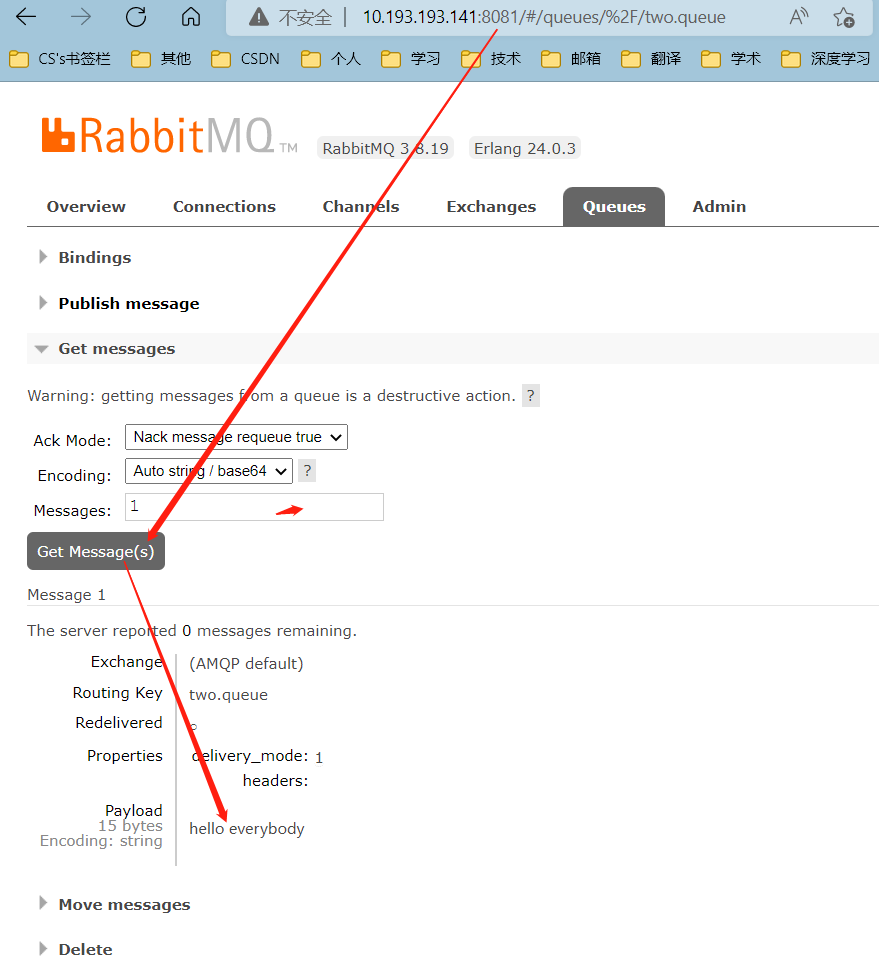 不安全 | 10.193.193.141:8081/#/queues/%2F/two.queue A))
CS's书签栏 其他 CSDN 个人 学习 技术 邮箱 翻译 学术 深度学习
RabbitMQ TM RabbitMQ 3.8.19 Erlang 24.0.3
Overview Connections Channels Exchanges Queues Admin
Bindings
Publish message
Get messages
Warning: getting messages from a queue is a destructive action. ?
Ack Mode: Nack message requeue true
Encoding: Auto string / base64 ?
Messages: 1
Get Message(s)
Message 1
The server reported 0 messages remaining.
Exchange (AMQP default)
Routing Key two.queue
Redelivered ○
Properties delivery_mode: 1
headers:
Payload
15 bytes
Encoding: string
hello everybody
Move messages
Delete